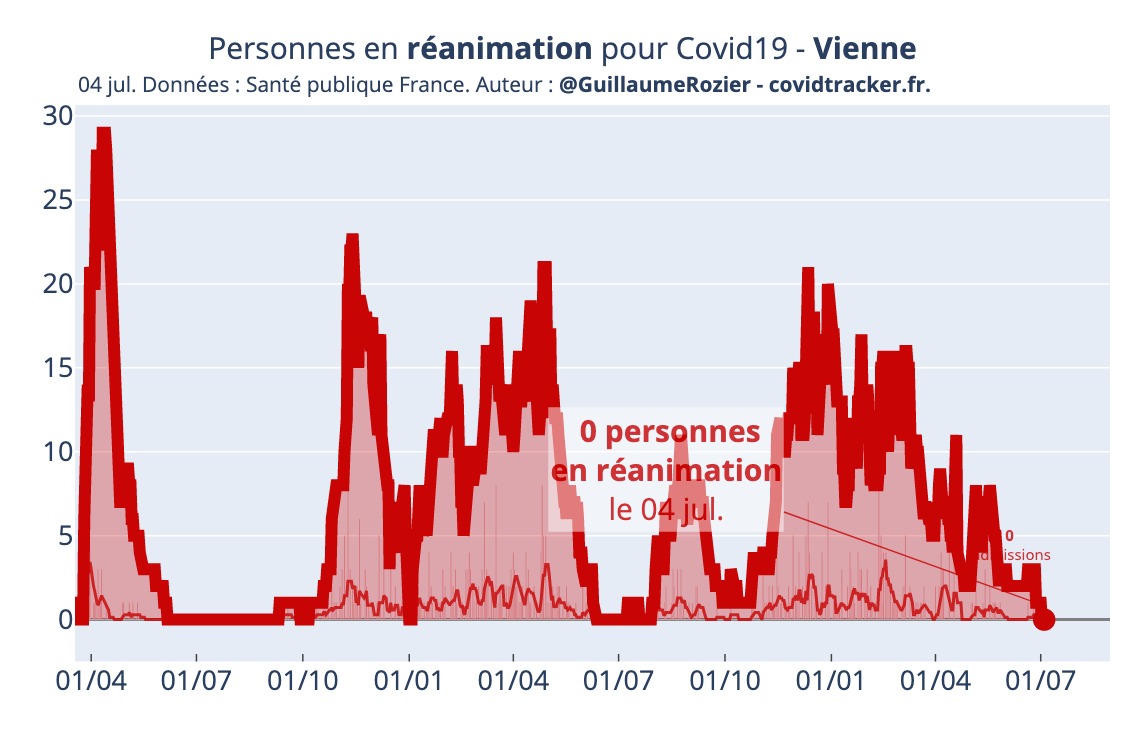 Personnes en réanimation pour Covid19 - Vienne
04 jul. Données : Santé publique France. Auteur : @GuillaumeRozier - covidtracker.fr.
30
25
20
15
10
5
0
0 personnes
en réanimation
le 04 jul.
0
01/04 01/07 01/10 01/01 01/04 01/07 01/10 01/01 01/04 01/07